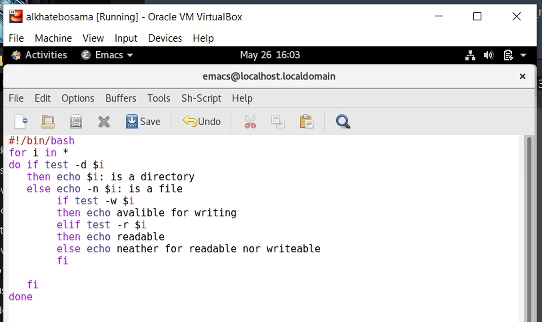 alkhatebosama [Running] - Oracle VM VirtualBox
File Machine View Input Devices Help
Activities Emacs May 26 16:03
emacs@localhost.localdomain
File Edit Options Buffers Tools Sh-Script Help
Save Undo
#!/bin/bash
for i in *
do if test -d $i
then echo $i: is a directory
else echo -n $i: is a file
if test -w $i
then echo avalible for writing
elif test -r $i
then echo readable
else echo neather for readable nor writeable
fi
fi
done